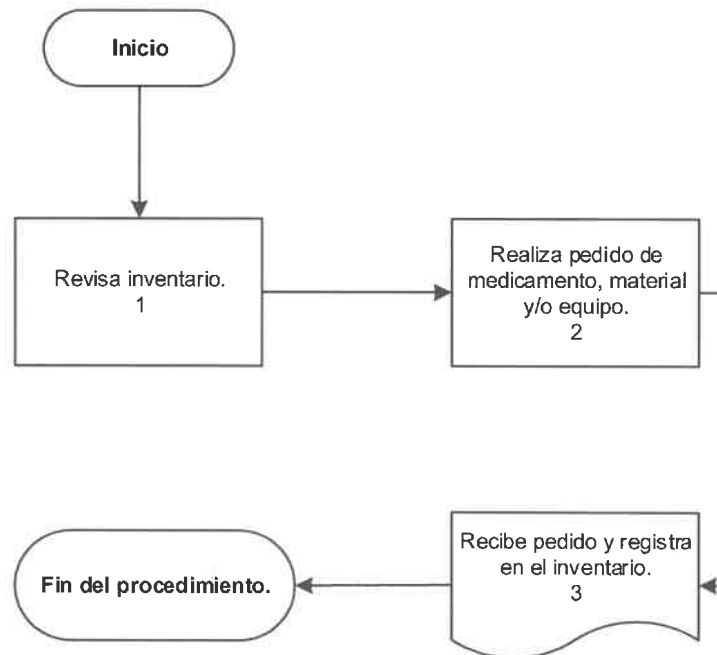 Inicio
Revisa inventario.
1
Realiza pedido de
medicamento, material
y/o equipo.
2
Recibe pedido y registra
en el inventario.
3
Fin del procedimiento.